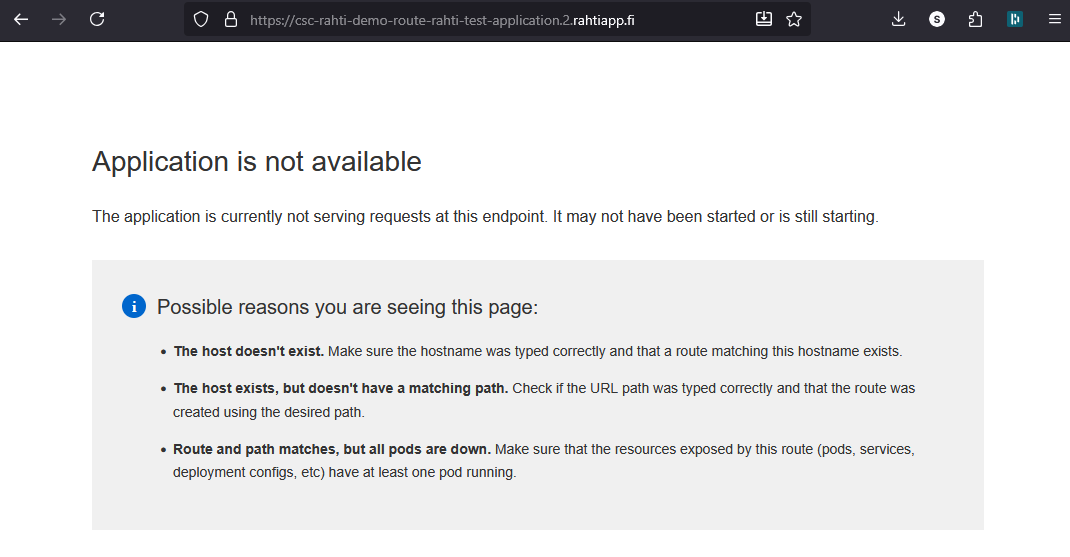 https://csc-rahti-demo-route-rahti-test-application.2.rahtiapp.fi
S
Application is not available
The application is currently not serving requests at this endpoint. It may not have been started or is still starting.
i
Possible reasons you are seeing this page:
• The host doesn't exist. Make sure the hostname was typed correctly and that a route matching this hostname exists.
• The host exists, but doesn't have a matching path. Check if the URL path was typed correctly and that the route was
created using the desired path.
• Route and path matches, but all pods are down. Make sure that the resources exposed by this route (pods, services,
deployment configs, etc) have at least one pod running.